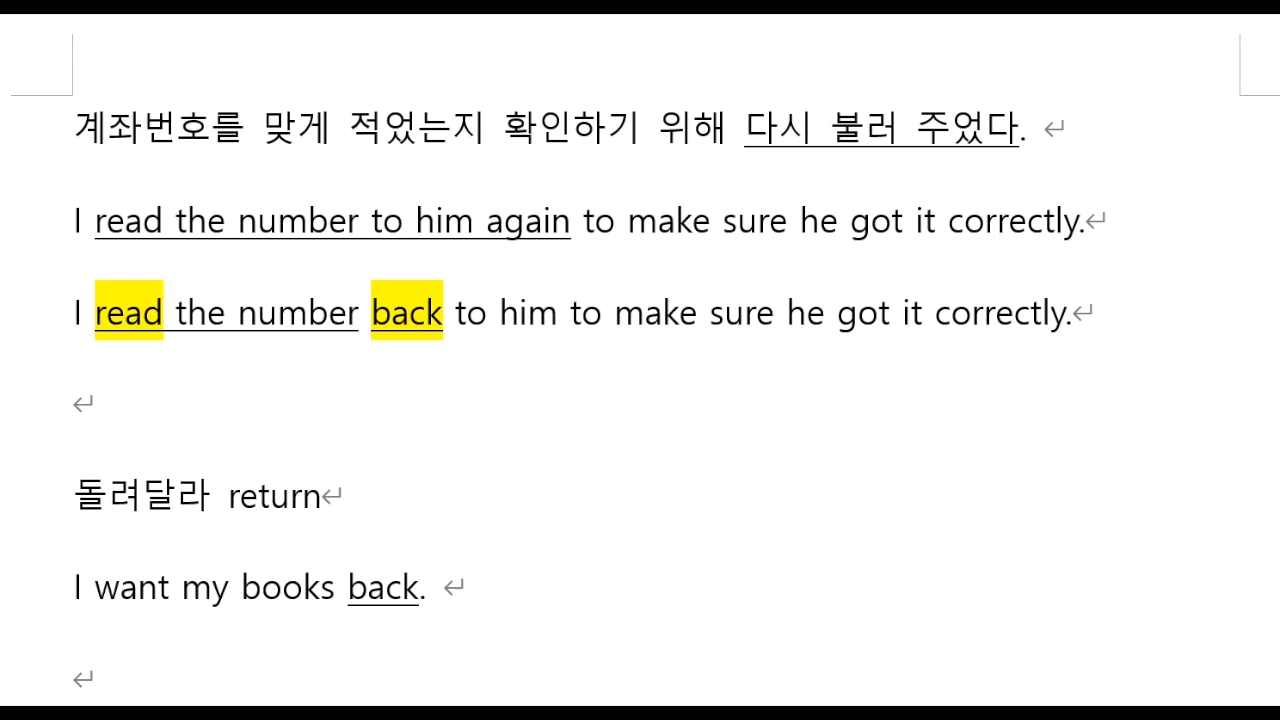 계좌번호를 맞게 적었는지 확인하기 위해 다시 불러 주었다.
I read the number to him again to make sure he got it correctly.
I read the number back to him to make sure he got it correctly.
돌려달라 return
I want my books back.